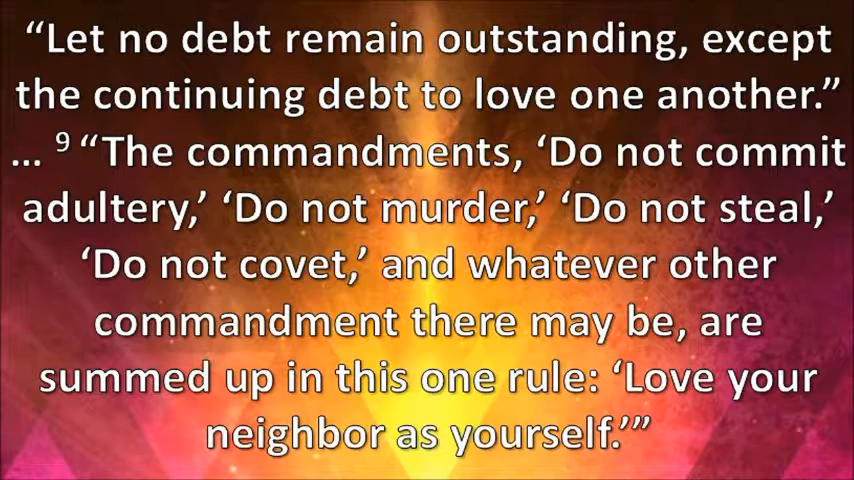 “Let no debt remain outstanding, except
the continuing debt to love one another.”
... ⁹ “The commandments, ‘Do not commit
adultery,’ ‘Do not murder,’ ‘Do not steal,’
‘Do not covet,’ and whatever other
commandment there may be, are
summed up in this one rule: ‘Love your
neighbor as yourself.’”